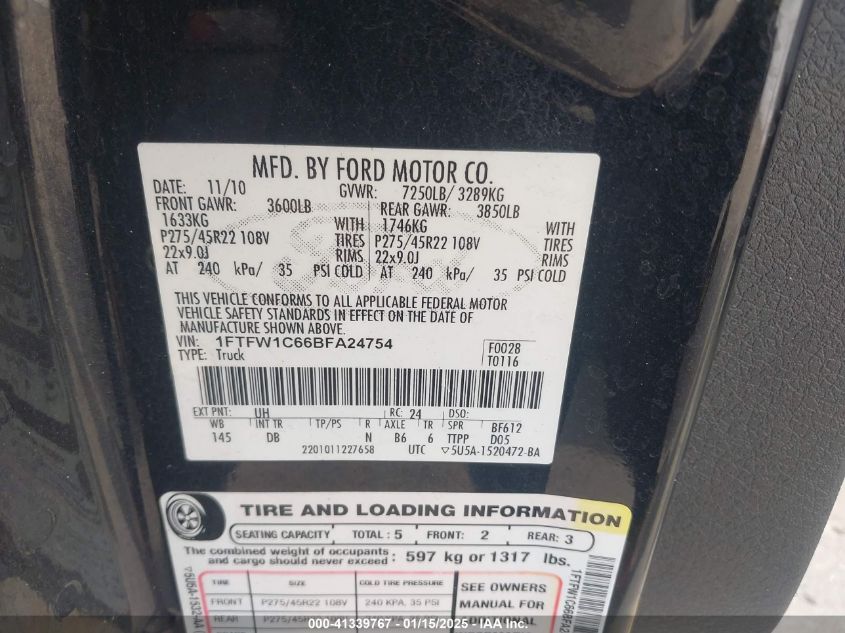 MFD. BY FORD MOTOR CO.
DATE: 11/10 GVWR: 7250LB/ 3289KG
FRONT GAWR: 3600LB REAR GAWR: 3850LB
1633KG WITH 1746KG WITH
P275/45R22 108V TIRES P275/45R22 108V TIRES
22x9.0J RIMS 22x9.0J RIMS
AT 240 kPa/ 35 PSI COLD AT 240 kPa/ 35 PSI COLD
THIS VEHICLE CONFORMS TO ALL APPLICABLE FEDERAL MOTOR
VEHICLE SAFETY STANDARDS IN EFFECT ON THE DATE OF
MANUFACTURE SHOWN ABOVE.
VIN: 1FTFW1C66BFA24754 F0028
TYPE: Truck T0116
EXT PNT: UH RC: 24 DSO:
WB INT TR TP/PS R AXLE TR SPR BF612
145 DB N B6 6 TTPP D05
2201011227658 UTC ▽5U5A-1520472-BA
TIRE AND LOADING INFORMATION
SEATING CAPACITY TOTAL: 5 FRONT: 2 REAR: 3
The combined weight of occupants and cargo should never exceed: 597 kg or 1317 lbs.
TIRE SIZE COLD TIRE PRESSURE SEE OWNERS
FRONT P275/45R22 108V 240 KPA, 35 PSI MANUAL FOR
REAR
# 41339767 - 01/15/2025 - IAA Inc.